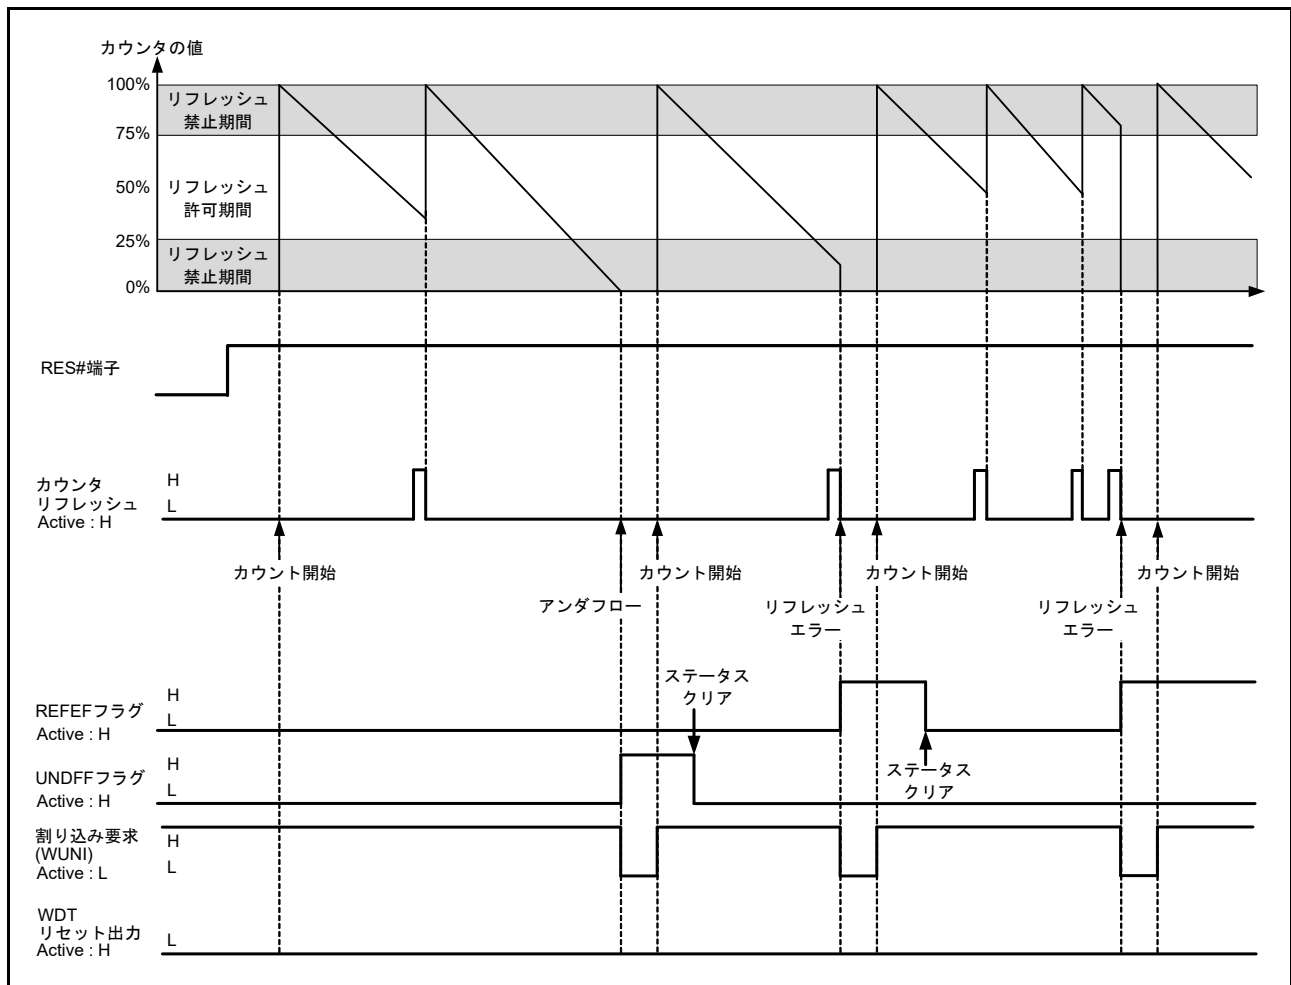 カウンタの値
100%
リフレッシュ
禁止期間
75%
50%
リフレッシュ
許可期間
25%
リフレッシュ
禁止期間
0%
RES#端子
カウンタ
リフレッシュ
Active : H
H
L
カウント開始
カウント開始
カウント開始
カウント開始
アンダフロー
リフレッシュ
エラー
リフレッシュ
エラー
ステータス
クリア
REFEFフラグ
Active : H
H
L
UNDFFフラグ
Active : H
H
L
ステータス
クリア
割り込み要求
(WUNI)
Active : L
H
L
WDT
リセット出力
Active : H
L